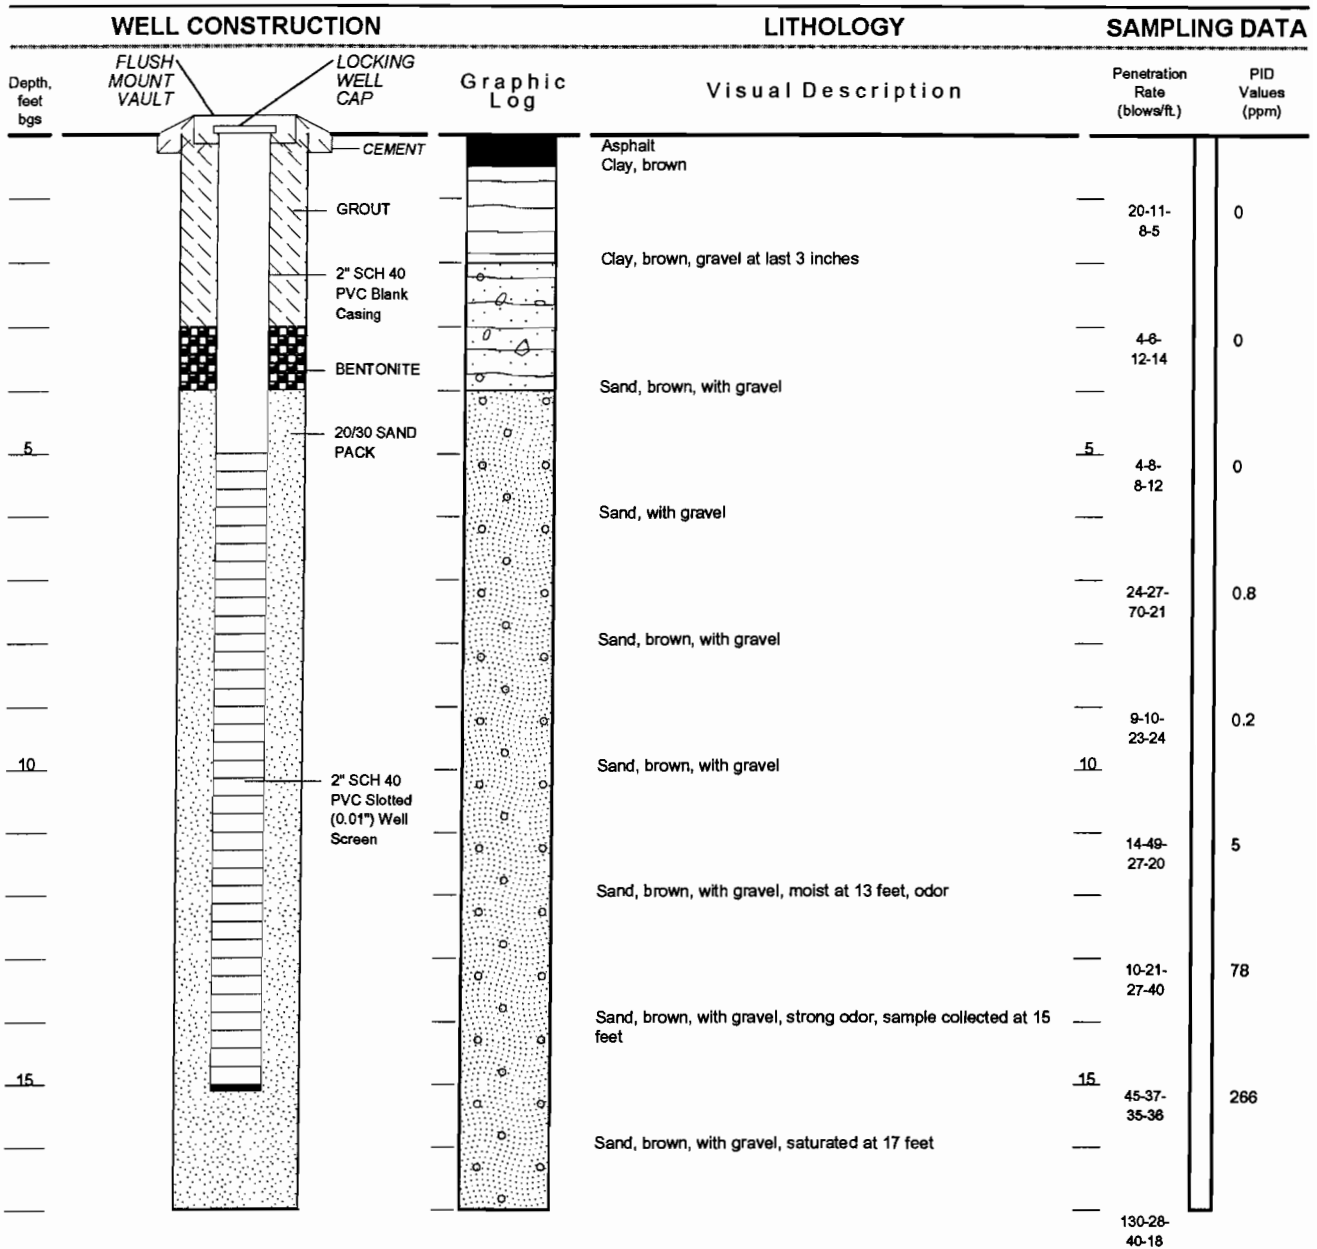 WELL CONSTRUCTION
LITHOLOGY
SAMPLING DATA
Depth,
feet
bgs
FLUSH
MOUNT
VAULT
LOCKING
WELL
CAP
Graphic
Log
Visual Description
Penetration
Rate
(blows/ft.)
PID
Values
(ppm)
CEMENT
Asphalt
Clay, brown
GROUT
20-11-
8-5
0
Clay, brown, gravel at last 3 inches
2" SCH 40
PVC Blank
Casing
4-6-
12-14
0
BENTONITE
Sand, brown, with gravel
20/30 SAND
PACK
5
5
4-8-
8-12
0
Sand, with gravel
24-27-
70-21
0.8
Sand, brown, with gravel
9-10-
23-24
0.2
10
Sand, brown, with gravel
10
2" SCH 40
PVC Slotted
(0.01") Well
Screen
14-49-
27-20
5
Sand, brown, with gravel, moist at 13 feet, odor
10-21-
27-40
78
Sand, brown, with gravel, strong odor, sample collected at 15
feet
15
15
45-37-
35-36
266
Sand, brown, with gravel, saturated at 17 feet
130-28-
40-18